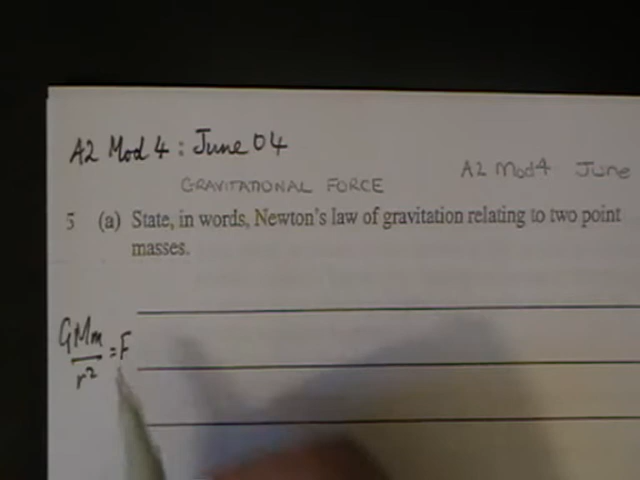 A2 Mod 4 : June 04
A2 Mod4 June
GRAVITATIONAL FORCE
5 (a) State, in words, Newton's law of gravitation relating to two point
masses.
GMm
r² = F